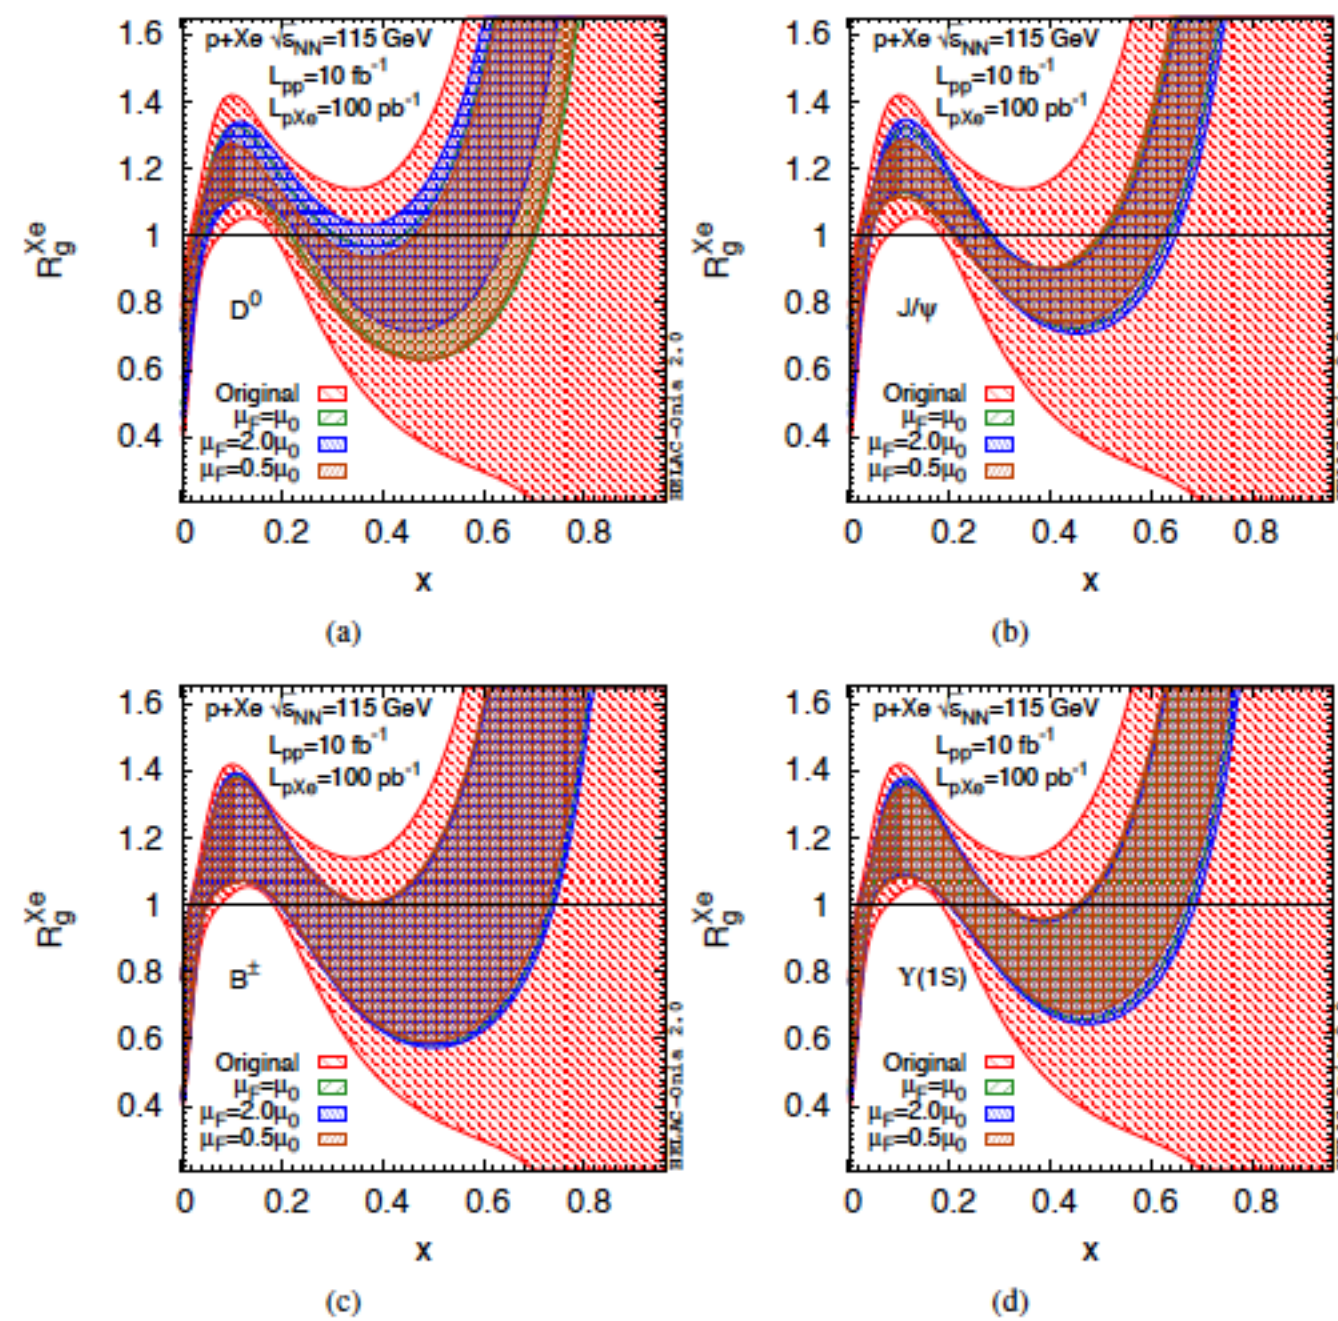 1.6
1.4
1.2
1
0.8
0.6
0.4
R_g^Xe
p+Xe √s_NN=115 GeV
L_pp=10 fb^-1
L_pXe=100 pb^-1
D^0
Original
μ_F=μ_0
μ_F=2.0μ_0
μ_F=0.5μ_0
HELAC-Onia 2.0
0 0.2 0.4 0.6 0.8
x
(a)
1.6
1.4
1.2
1
0.8
0.6
0.4
R_g^Xe
p+Xe √s_NN=115 GeV
L_pp=10 fb^-1
L_pXe=100 pb^-1
J/ψ
Original
μ_F=μ_0
μ_F=2.0μ_0
μ_F=0.5μ_0
0 0.2 0.4 0.6 0.8
x
(b)
1.6
1.4
1.2
1
0.8
0.6
0.4
R_g^Xe
p+Xe √s_NN=115 GeV
L_pp=10 fb^-1
L_pXe=100 pb^-1
B^±
Original
μ_F=μ_0
μ_F=2.0μ_0
μ_F=0.5μ_0
HELAC-Onia 2.0
0 0.2 0.4 0.6 0.8
x
(c)
1.6
1.4
1.2
1
0.8
0.6
0.4
R_g^Xe
p+Xe √s_NN=115 GeV
L_pp=10 fb^-1
L_pXe=100 pb^-1
Υ(1S)
Original
μ_F=μ_0
μ_F=2.0μ_0
μ_F=0.5μ_0
0 0.2 0.4 0.6 0.8
x
(d)